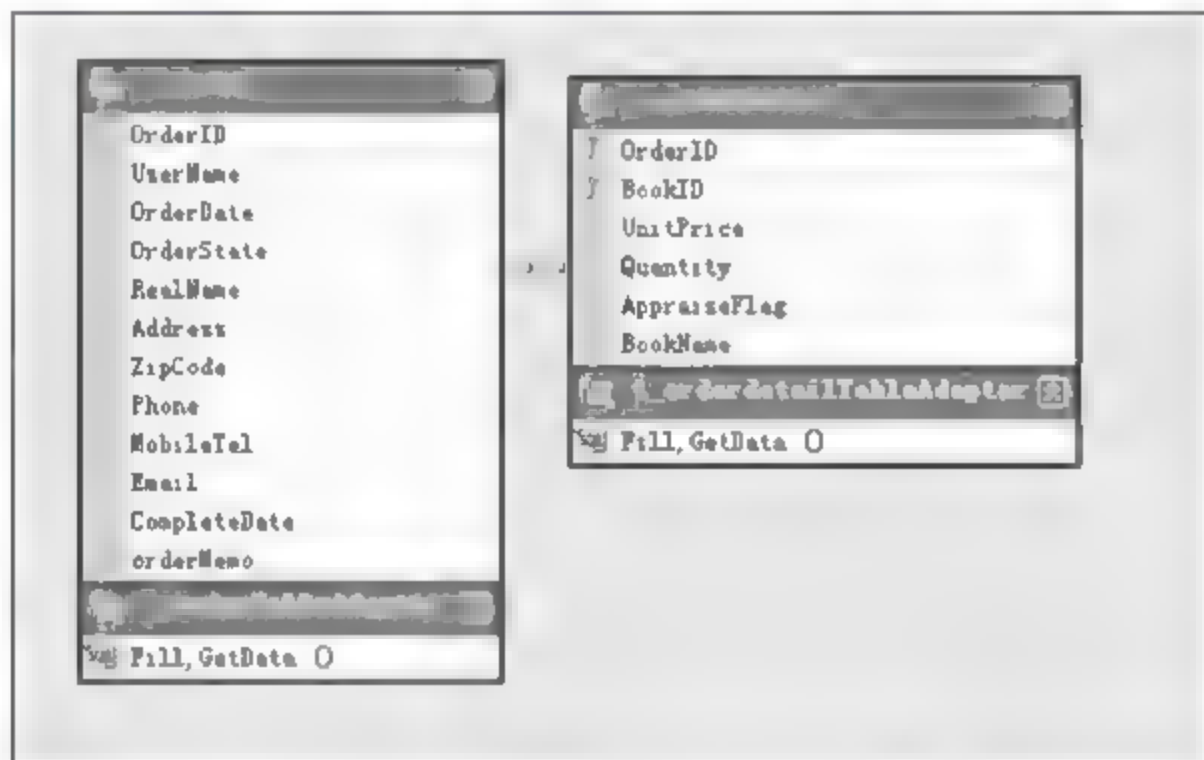 OrderID
UserName
OrderDate
OrderState
RealName
Address
ZipCode
Phone
MobileTel
Email
CompleteDate
orderMemo
Fill,GetData ()
OrderID
BookID
UnitPrice
Quantity
AppraiseFlag
BookName
orderdetailTableAdapter
Fill,GetData ()